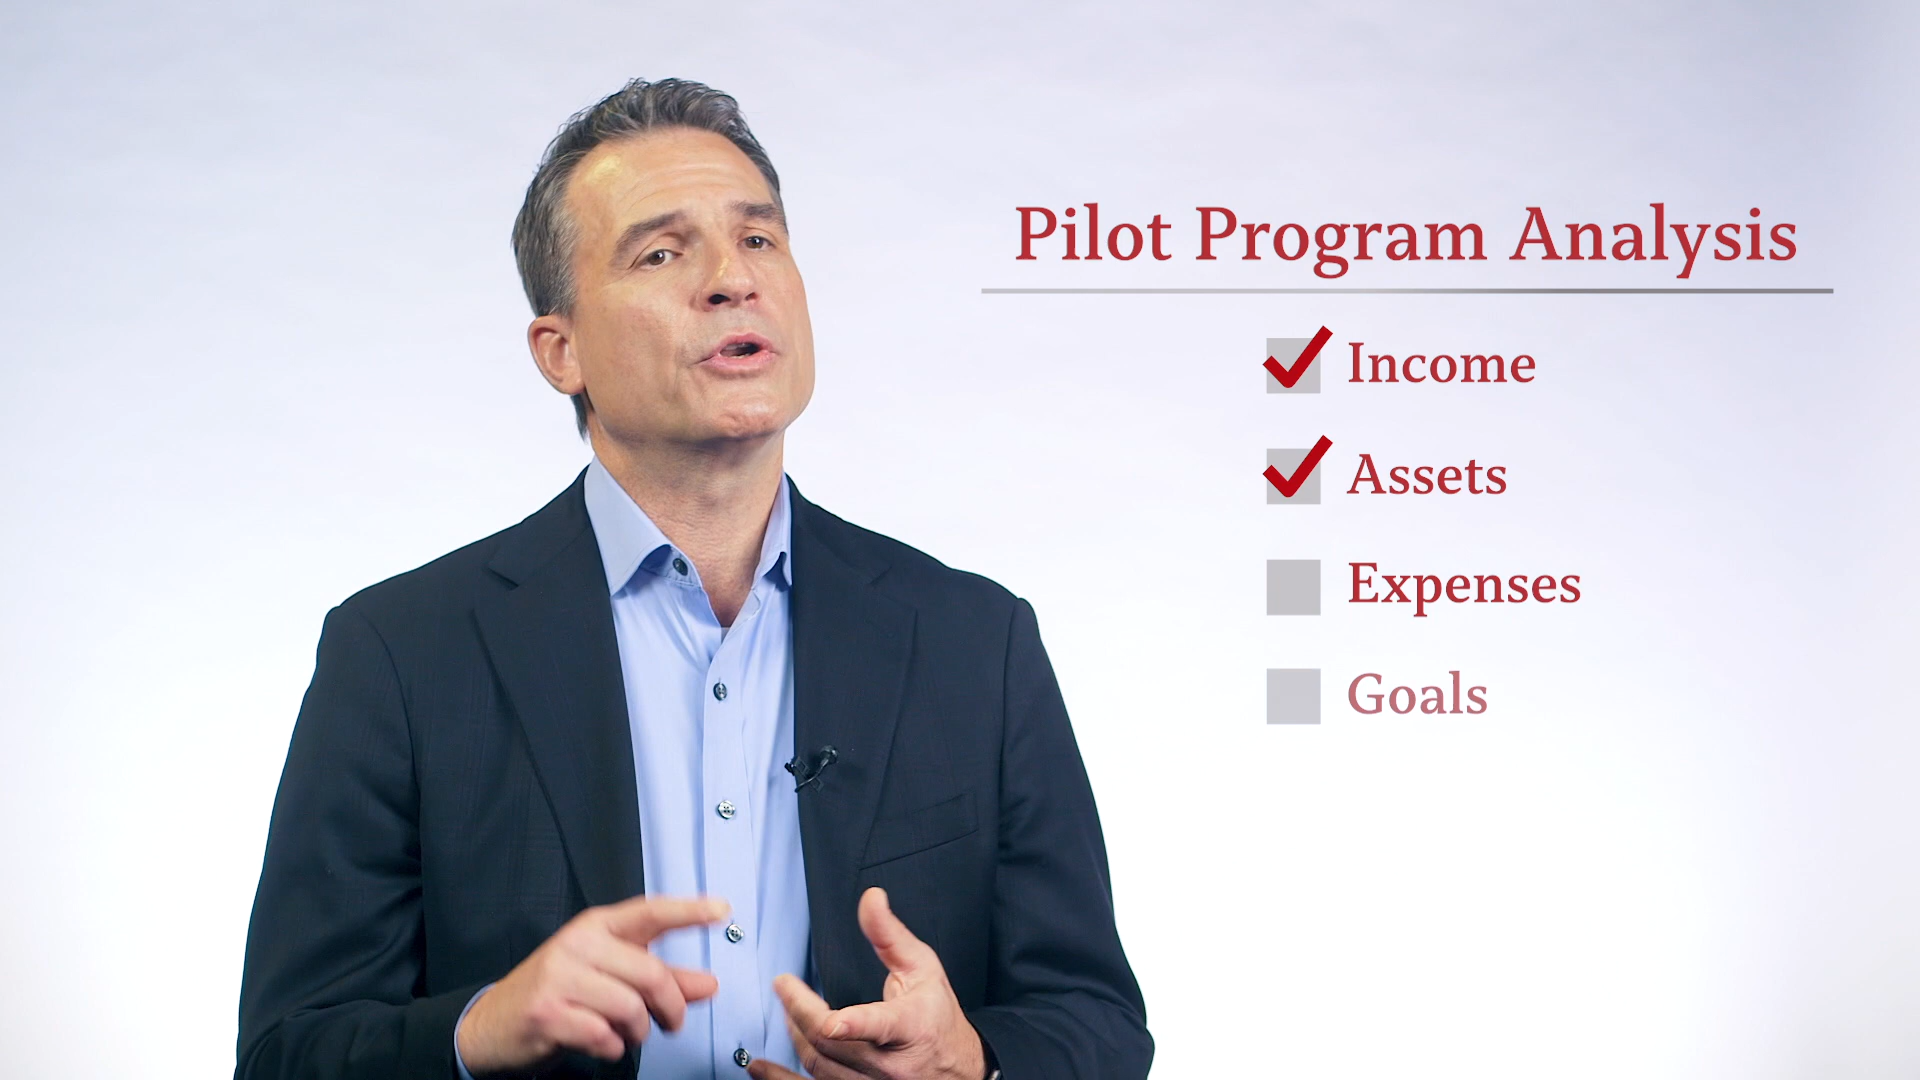 Pilot Program Analysis
Income
Assets
Expenses
Goals